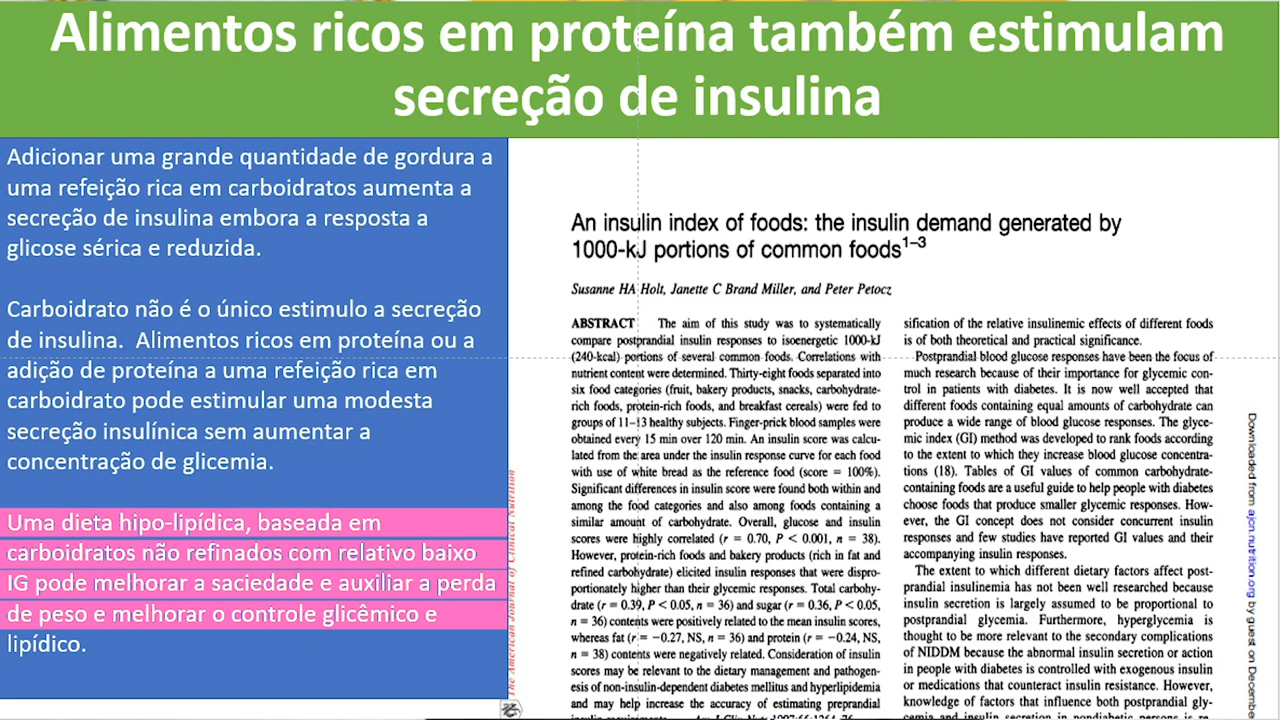 Alimentos ricos em proteína também estimulam
secreção de insulina
Adicionar uma grande quantidade de gordura a
uma refeição rica em carboidratos aumenta a
secreção de insulina embora a resposta a
glicose sérica e reduzida.
Carboidrato não é o único estimulo a secreção
de insulina.  Alimentos ricos em proteína ou a
adição de proteína a uma refeição rica em
carboidrato pode estimular uma modesta
secreção insulínica sem aumentar a
concentração de glicemia.
Uma dieta hipo-lipídica, baseada em
carboidratos não refinados com relativo baixo
IG pode melhorar a saciedade e auxiliar a perda
de peso e melhorar o controle glicêmico e
lipídico.
An insulin index of foods: the insulin demand generated by
1000-kJ portions of common foods1–3
Susanne HA Holt, Janette C Brand Miller, and Peter Petocz
ABSTRACT The aim of this study was to systematically
compare postprandial insulin responses to isoenergetic 1000-kJ
(240-kcal) portions of several common foods. Correlations with
nutrient content were determined. Thirty-eight foods separated into
six food categories (fruit, bakery products, snacks, carbohydrate-
rich foods, protein-rich foods, and breakfast cereals) were fed to
groups of 11–13 healthy subjects. Finger-prick blood samples were
obtained every 15 min over 120 min. An insulin score was calcu-
lated from the area under the insulin response curve for each food
with use of white bread as the reference food (score = 100%).
Significant differences in insulin score were found both within and
among the food categories and also among foods containing a
similar amount of carbohydrate. Overall, glucose and insulin
scores were highly correlated (r = 0.70, P < 0.001, n = 38).
However, protein-rich foods and bakery products (rich in fat and
refined carbohydrate) elicited insulin responses that were dispro-
portionately higher than their glycemic responses. Total carbohy-
drate (r = 0.39, P < 0.05, n = 36) and sugar (r = 0.36, P < 0.05,
n = 36) contents were positively related to the mean insulin scores,
whereas fat (r = −0.27, NS, n = 36) and protein (r = −0.24, NS,
n = 38) contents were negatively related. Consideration of insulin
scores may be relevant to the dietary management and pathogen-
esis of non-insulin-dependent diabetes mellitus and hyperlipidemia
and may help increase the accuracy of estimating preprandial
insulin requirements. Am J Clin Nutr 1997;66:1264–76.
sification of the relative insulinemic effects of different foods
is of both theoretical and practical significance.
Postprandial blood glucose responses have been the focus of
much research because of their importance for glycemic con-
trol in patients with diabetes. It is now well accepted that
different foods containing equal amounts of carbohydrate can
produce a wide range of blood glucose responses. The glyce-
mic index (GI) method was developed to rank foods according
to the extent to which they increase blood glucose concentra-
tions (18). Tables of GI values of common carbohydrate-
containing foods are a useful guide to help people with diabetes
choose foods that produce smaller glycemic responses. How-
ever, the GI concept does not consider concurrent insulin
responses and few studies have reported GI values and their
accompanying insulin responses.
The extent to which different dietary factors affect post-
prandial insulinemia has not been well researched because
insulin secretion is largely assumed to be proportional to
postprandial glycemia. Furthermore, hyperglycemia is
thought to be more relevant to the secondary complications
of NIDDM because the abnormal insulin secretion or action
in people with diabetes is controlled with exogenous insulin
or medications that counteract insulin resistance. However,
knowledge of factors that influence both postprandial gly-
cemia and insulin secretion in nondiabetic persons is re-
The American Journal of Clinical Nutrition
Downloaded from ajcn.nutrition.org by guest on December